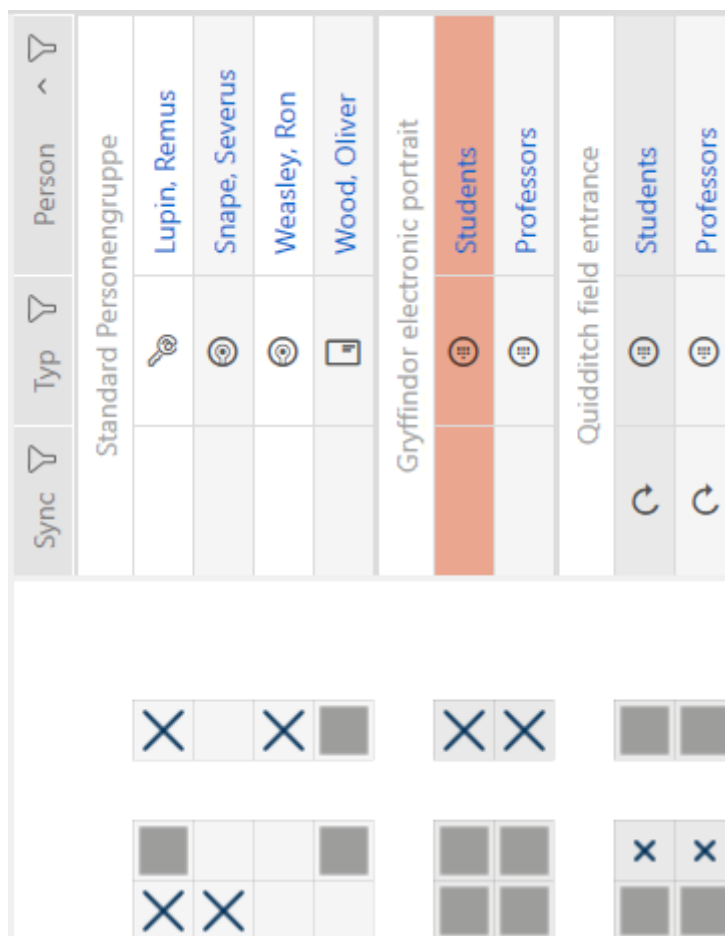 Sync Typ Person
Standard Personengruppe
Lupin, Remus
Snape, Severus
Weasley, Ron
Wood, Oliver
Gryffindor electronic portrait
Students
Professors
Quidditch field entrance
Students
Professors